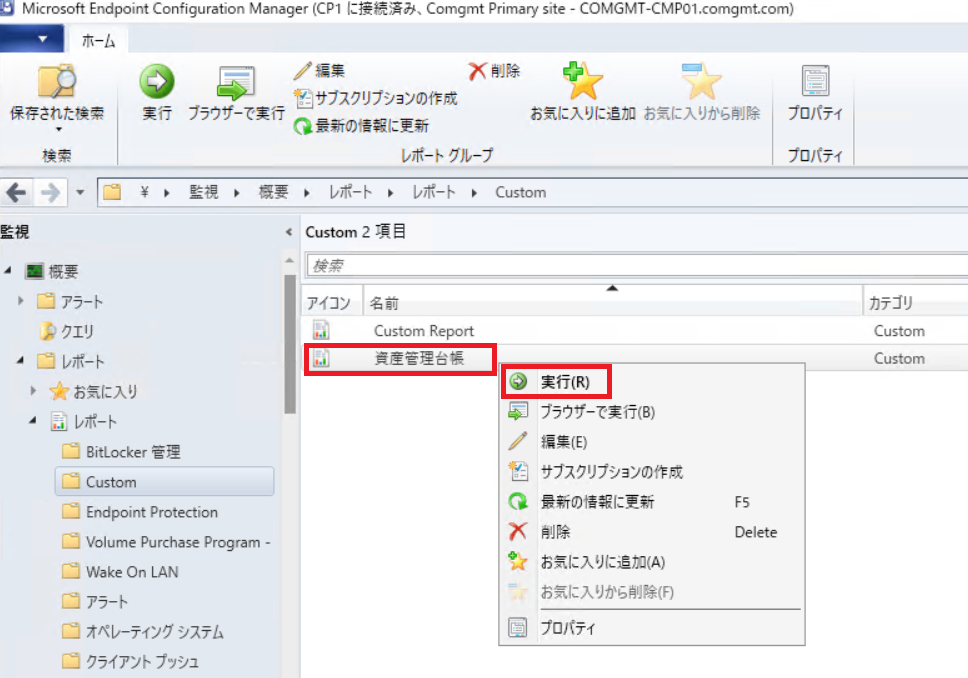 Microsoft Endpoint Configuration Manager (CP1 に接続済み、Comgmt Primary site - COMGMT-CMP01.comgmt.com)
ホーム
保存された検索
検索
実行
ブラウザーで実行
編集
サブスクリプションの作成
最新の情報に更新
削除
レポート グループ
お気に入りに追加
お気に入りから削除
プロパティ
プロパティ
¥ 監視 概要 レポート レポート Custom
監視
概要
アラート
クエリ
レポート
お気に入り
レポート
BitLocker 管理
Custom
Endpoint Protection
Volume Purchase Program -
Wake On LAN
アラート
オペレーティング システム
クライアント プッシュ
Custom 2 項目
検索
アイコン 名前 カテゴリ
Custom Report Custom
資産管理台帳 Custom
実行(R)
ブラウザーで実行(B)
編集(E)
サブスクリプションの作成
最新の情報に更新 F5
削除 Delete
お気に入りに追加(A)
お気に入りから削除(F)
プロパティ